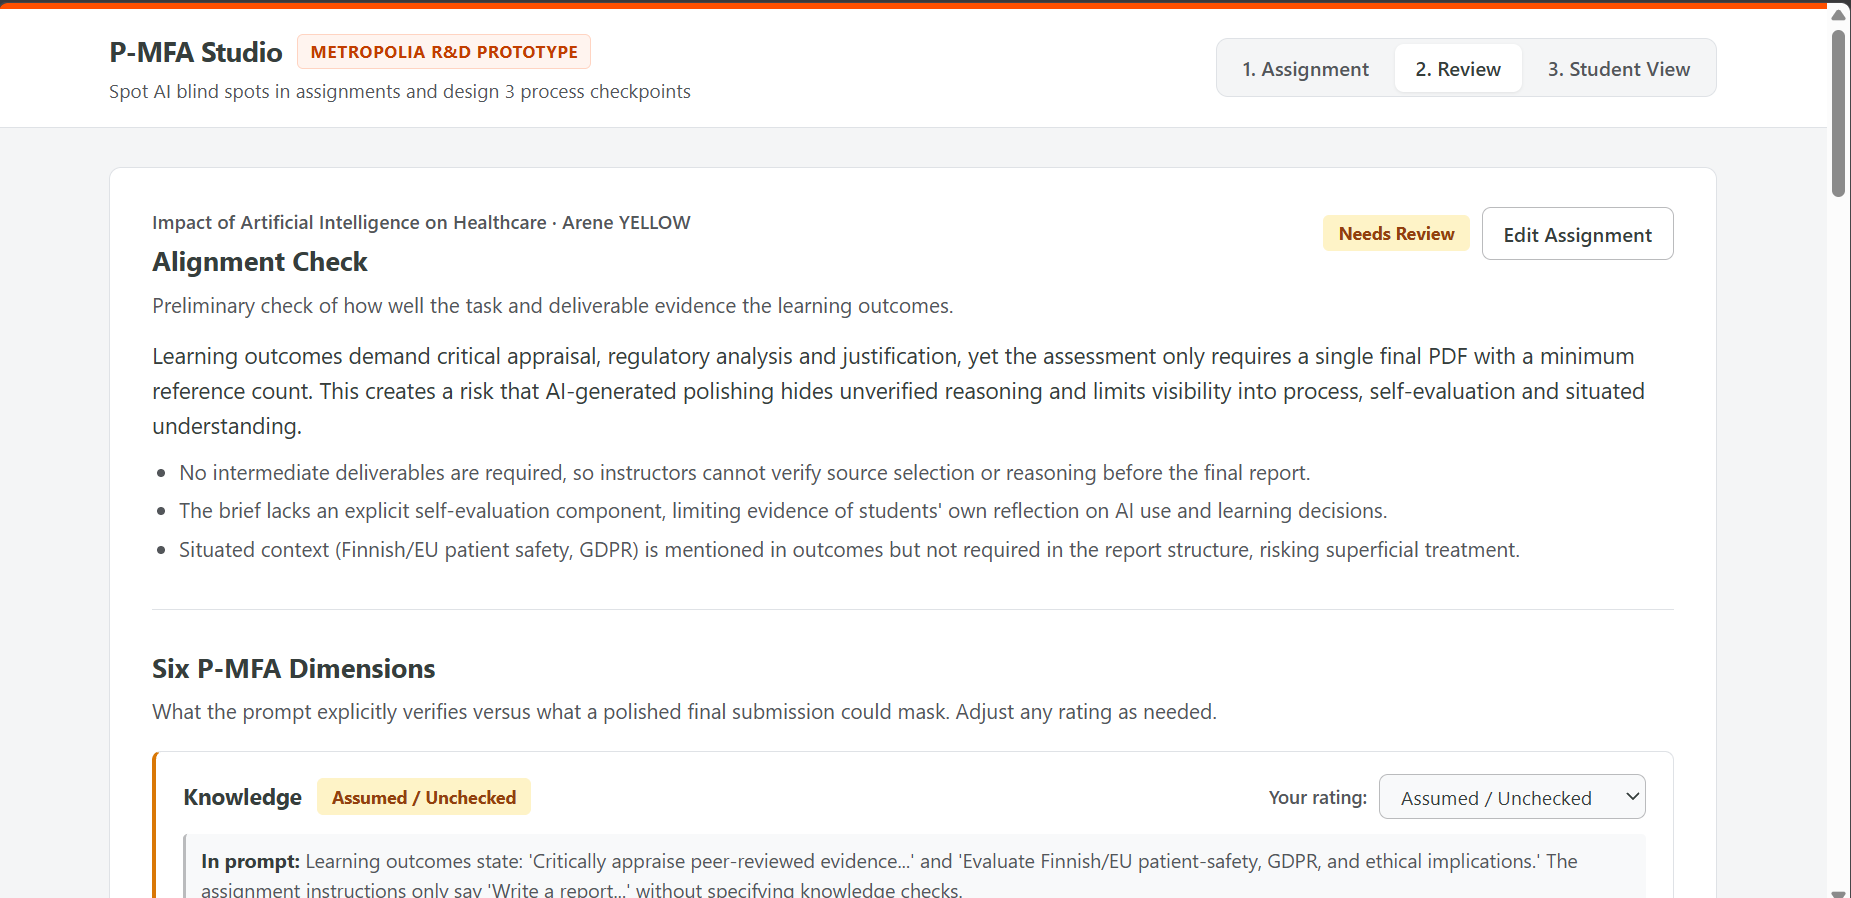 P-MFA Studio
METROPOLIA R&D PROTOTYPE
Spot AI blind spots in assignments and design 3 process checkpoints
1. Assignment
2. Review
3. Student View
Impact of Artificial Intelligence on Healthcare · Arene YELLOW
Alignment Check
Needs Review
Edit Assignment
Preliminary check of how well the task and deliverable evidence the learning outcomes.
Learning outcomes demand critical appraisal, regulatory analysis and justification, yet the assessment only requires a single final PDF with a minimum
reference count. This creates a risk that AI-generated polishing hides unverified reasoning and limits visibility into process, self-evaluation and situated
understanding.
• No intermediate deliverables are required, so instructors cannot verify source selection or reasoning before the final report.
• The brief lacks an explicit self-evaluation component, limiting evidence of students' own reflection on AI use and learning decisions.
• Situated context (Finnish/EU patient safety, GDPR) is mentioned in outcomes but not required in the report structure, risking superficial treatment.
Six P-MFA Dimensions
What the prompt explicitly verifies versus what a polished final submission could mask. Adjust any rating as needed.
Knowledge
Assumed / Unchecked
Your rating:
Assumed / Unchecked
In prompt: Learning outcomes state: 'Critically appraise peer-reviewed evidence...' and 'Evaluate Finnish/EU patient-safety, GDPR, and ethical implications.' The
assignment instructions only say 'Write a report...' without specifying knowledge checks.